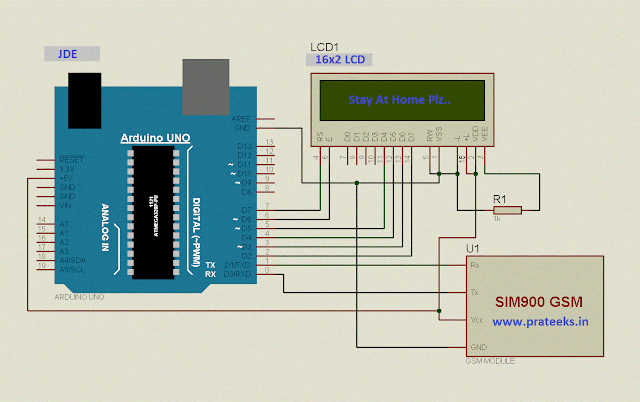 JDE
LCD1
16x2 LCD
Stay At Home Plz..
RS
E
D0
D1
D2
D3
D4
D5
D6
D7
RW
VSS
-L
+L
VDD
VEE
4
6
7
8
9
10
11
12
13
14
5
1
16
15
2
3
R1
1k
Arduino UNO
AREF
GND
RESET
3.3V
+5V
GND
GND
VIN
14 A0
15 A1
16 A2
17 A3
18 A4/SDA
19 A5/SCL
ANALOG IN
1121
ATMEGA328P-PU
DIGITAL (~PWM)
D13 13
D12 12
~ D11 11
~ D10 10
~ D9 9
D8 8
D7 7
~ D6 6
~ D5 5
D4 4
~ D3 3
D2 2
TX D1/TXD 1
RX D0/RXD 0
ARDUINO UNO
U1
Rx
Tx
Vcc
GND
SIM900 GSM
www.prateeks.in
GSM MODULE